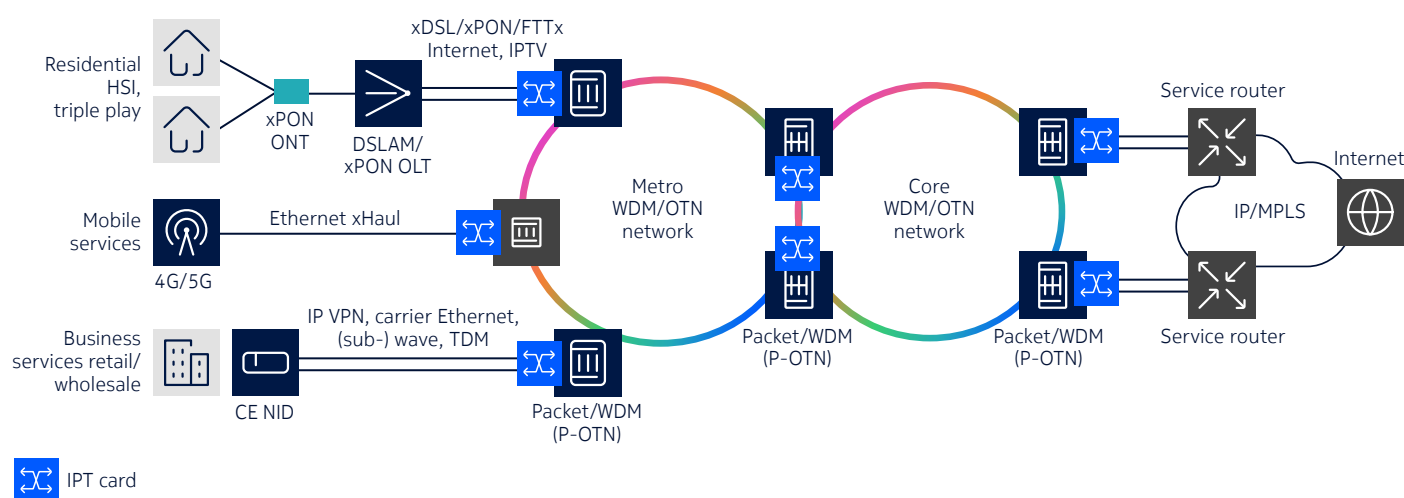 Residential
HSI,
triple play
xPON
ONT
DSLAM/
xPON OLT
xDSL/xPON/FTTx
Internet, IPTV
Mobile
services
4G/5G
Ethernet xHaul
Business
services retail/
wholesale
CE NID
IP VPN, carrier Ethernet,
(sub-) wave, TDM
Packet/WDM
(P-OTN)
Metro
WDM/OTN
network
Packet/WDM
(P-OTN)
Core
WDM/OTN
network
Packet/WDM
(P-OTN)
Service router
Internet
IP/MPLS
Service router
IPT card